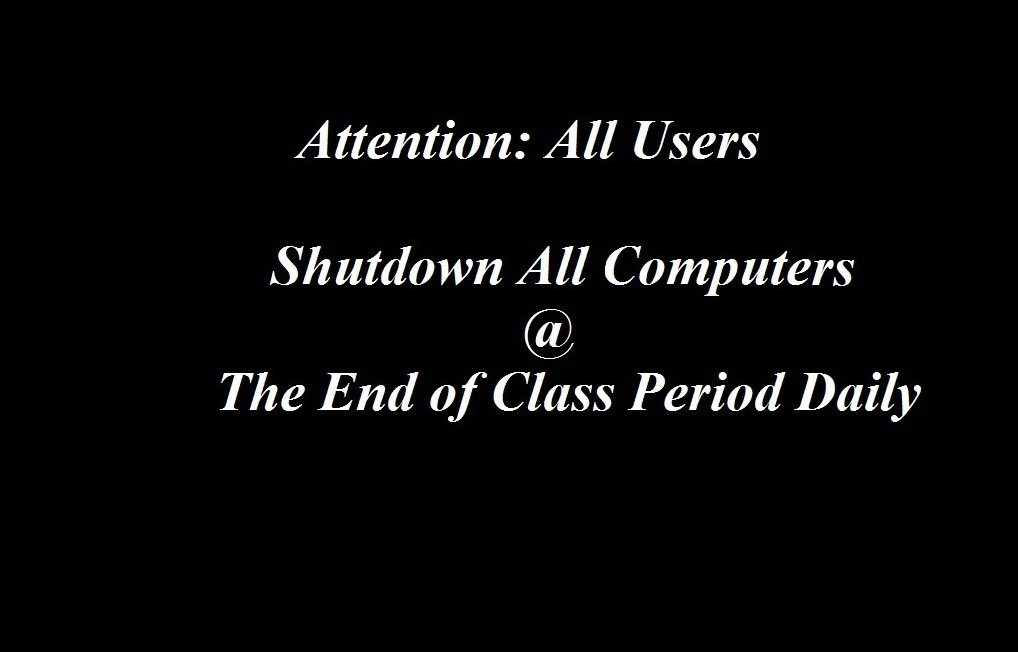 Attention: All Users
Shutdown All Computers
@
The End of Class Period Daily